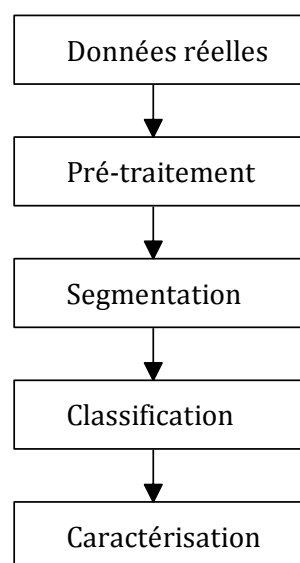 Données réelles
Pré-traitement
Segmentation
Classification
Caractérisation